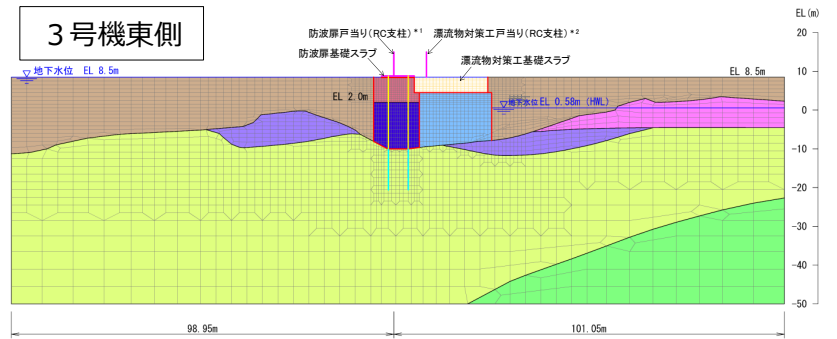 3号機東側
EL(m)
防波扉戸当り(RC支柱)*1
漂流物対策工戸当り(RC支柱)*2
防波扉基礎スラブ
漂流物対策工基礎スラブ
地下水位 EL 8.5m
EL 8.5m
EL 2.0m
地下水位EL 0.58m (HWL)
20
10
0
-10
-20
-30
-40
-50
98.95m
101.05m